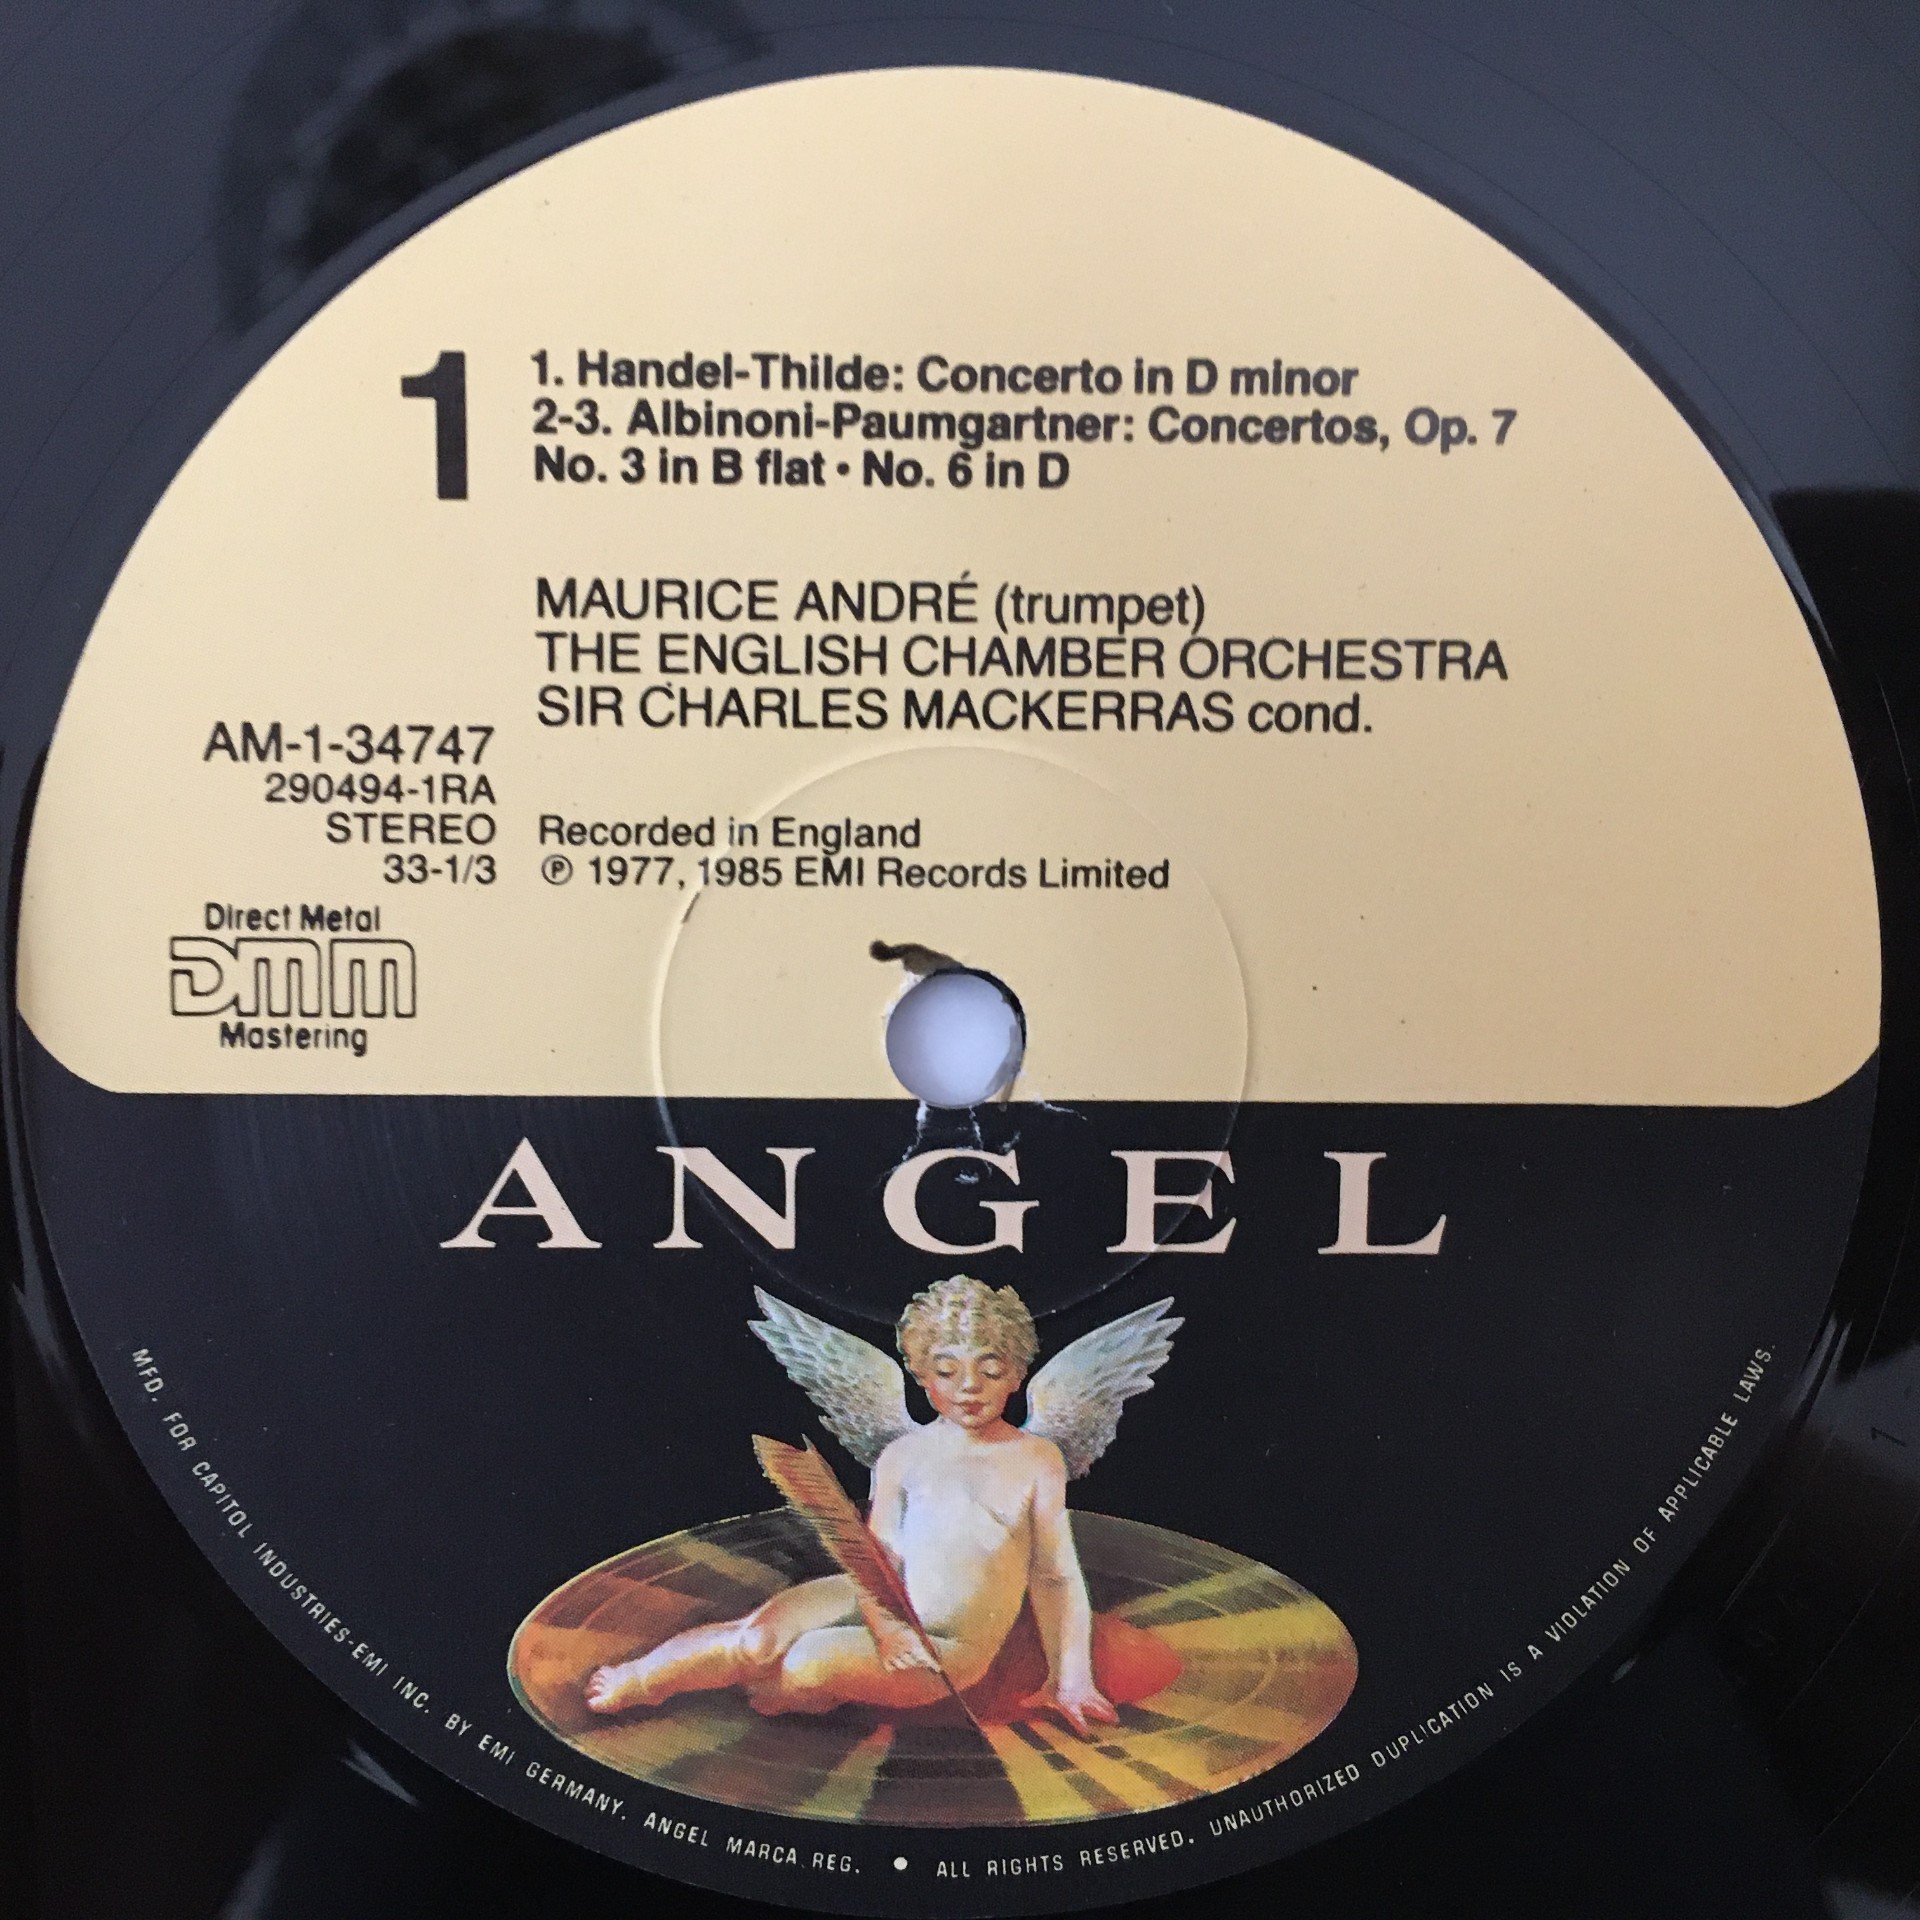 1
1. Handel-Thilde: Concerto in D minor
2-3. Albinoni-Paumgartner: Concertos, Op. 7
No. 3 in B flat • No. 6 in D
MAURICE ANDRÉ (trumpet)
THE ENGLISH CHAMBER ORCHESTRA
SIR CHARLES MACKERRAS cond.
AM-1-34747
290494-1RA
STEREO
33-1/3
Recorded in England
℗ 1977, 1985 EMI Records Limited
Direct Metal
DMM
Mastering
ANGEL
MFD. FOR CAPITOL INDUSTRIES-EMI INC. BY EMI GERMANY. ANGEL MARCA REG. • ALL RIGHTS RESERVED. UNAUTHORIZED DUPLICATION IS A VIOLATION OF APPLICABLE LAWS.
1